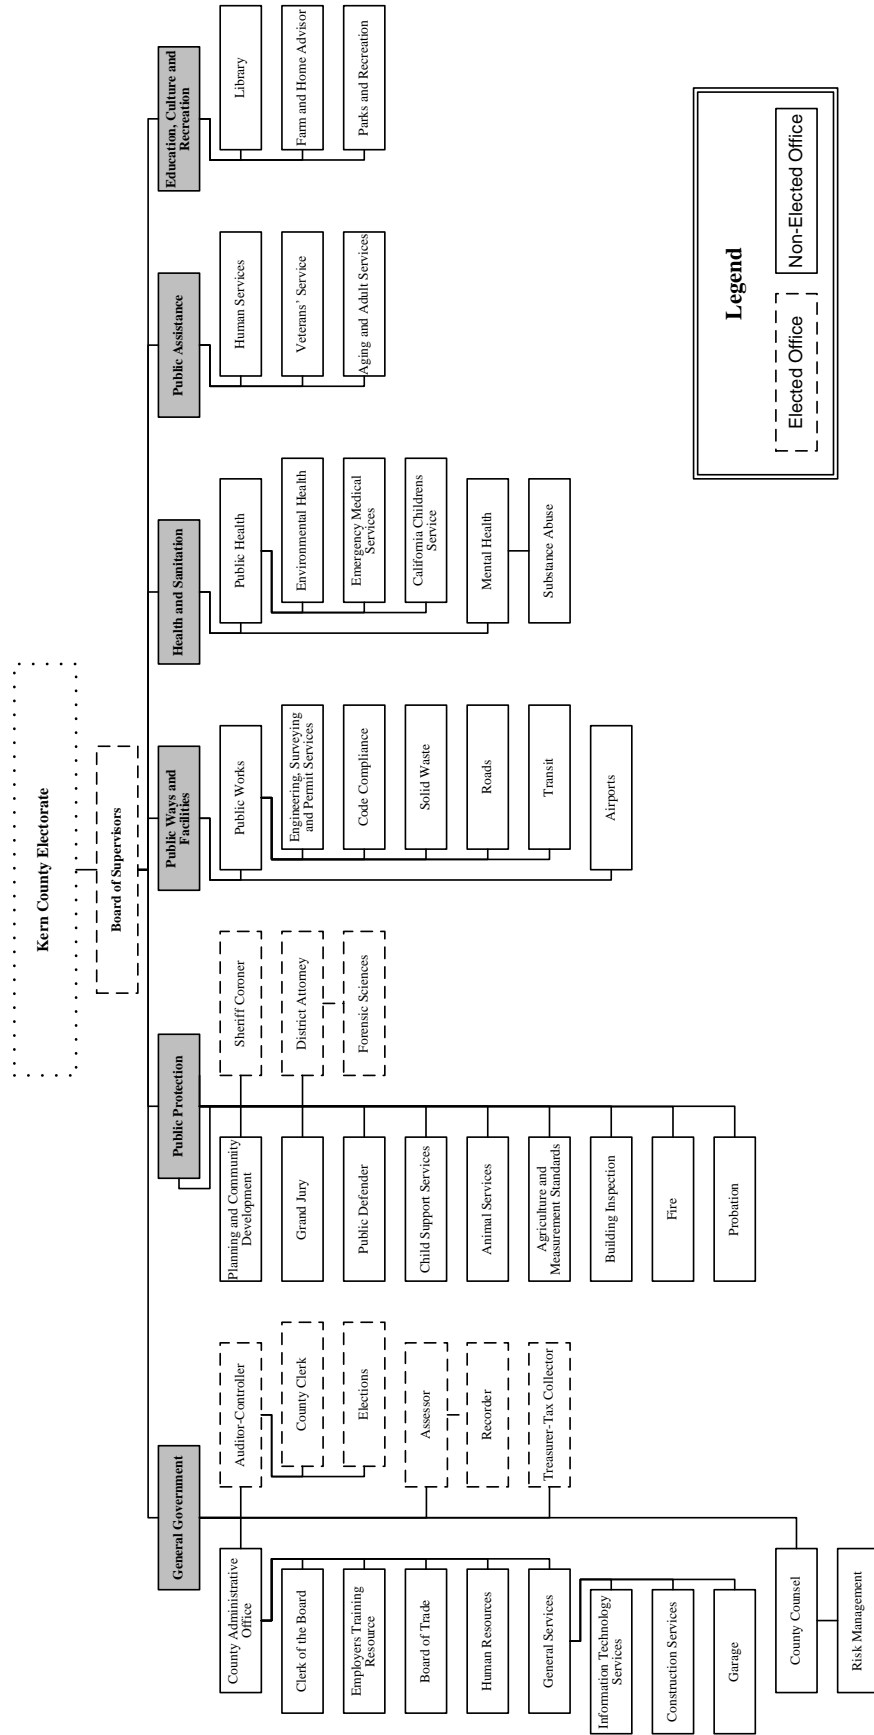 Kern County Electorate
Board of Supervisors
General Government
County Administrative
Office
Clerk of the Board
Employers Training
Resource
Board of Trade
Human Resources
General Services
Information Technology
Services
Construction Services
Garage
County Counsel
Risk Management
Auditor-Controller
County Clerk
Elections
Assessor
Recorder
Treasurer-Tax Collector
Public Protection
Planning and Community
Development
Grand Jury
Public Defender
Child Support Services
Animal Services
Agriculture and
Measurement Standards
Building Inspection
Fire
Probation
Sheriff Coroner
District Attorney
Forensic Sciences
Public Ways and
Facilities
Public Works
Engineering, Surveying
and Permit Services
Code Compliance
Solid Waste
Roads
Transit
Airports
Health and Sanitation
Public Health
Environmental Health
Emergency Medical
Services
California Childrens
Service
Mental Health
Substance Abuse
Public Assistance
Human Services
Veterans’ Service
Aging and Adult Services
Education, Culture and
Recreation
Library
Farm and Home Advisor
Parks and Recreation
Legend
Elected Office
Non-Elected Office